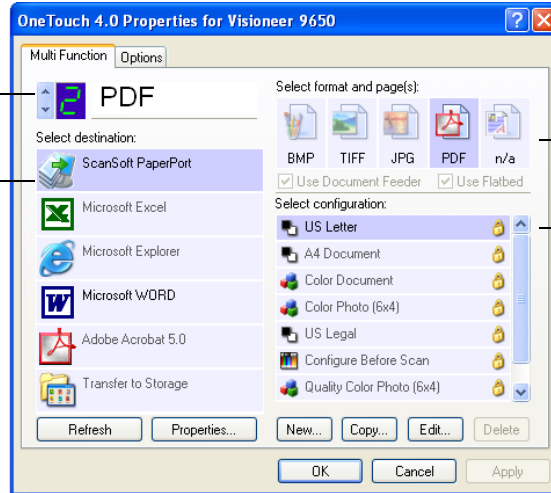 OneTouch 4.0 Properties for Visioneer 9650
Multi Function
Options
2 PDF
Select destination:
ScanSoft PaperPort
Microsoft Excel
Microsoft Explorer
Microsoft WORD
Adobe Acrobat 5.0
Transfer to Storage
Refresh
Properties...
Select format and page(s):
BMP TIFF JPG PDF n/a
Use Document Feeder
Use Flatbed
Select configuration:
US Letter
A4 Document
Color Document
Color Photo (6x4)
US Legal
Configure Before Scan
Quality Color Photo (6x4)
New... Copy... Edit... Delete
OK Cancel Apply